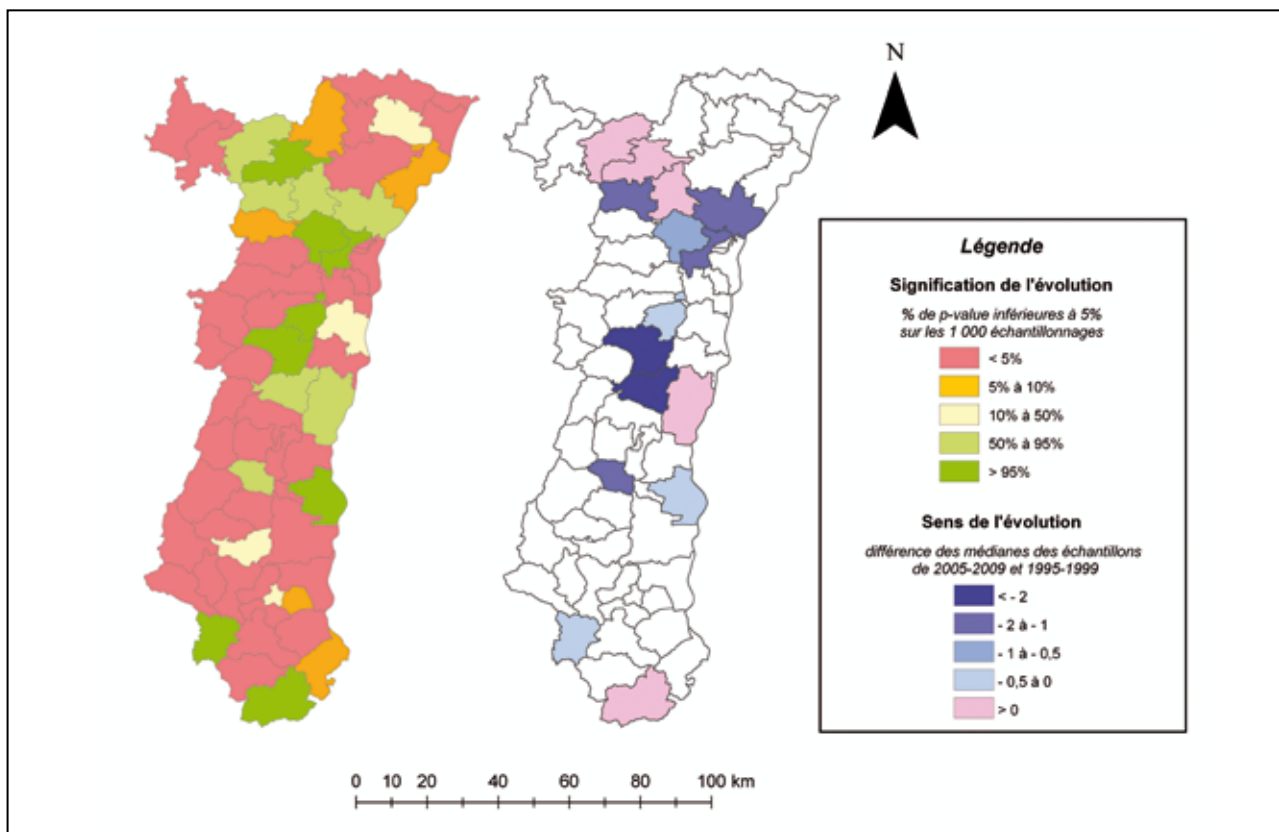 N
Légende
Signification de l'évolution
% de p-value inférieures à 5%
sur les 1 000 échantillonnages
< 5%
5% à 10%
10% à 50%
50% à 95%
> 95%
Sens de l'évolution
différence des médianes des échantillons
de 2005-2009 et 1995-1999
< - 2
- 2 à - 1
- 1 à - 0,5
- 0,5 à 0
> 0
0 10 20 40 60 80 100 km